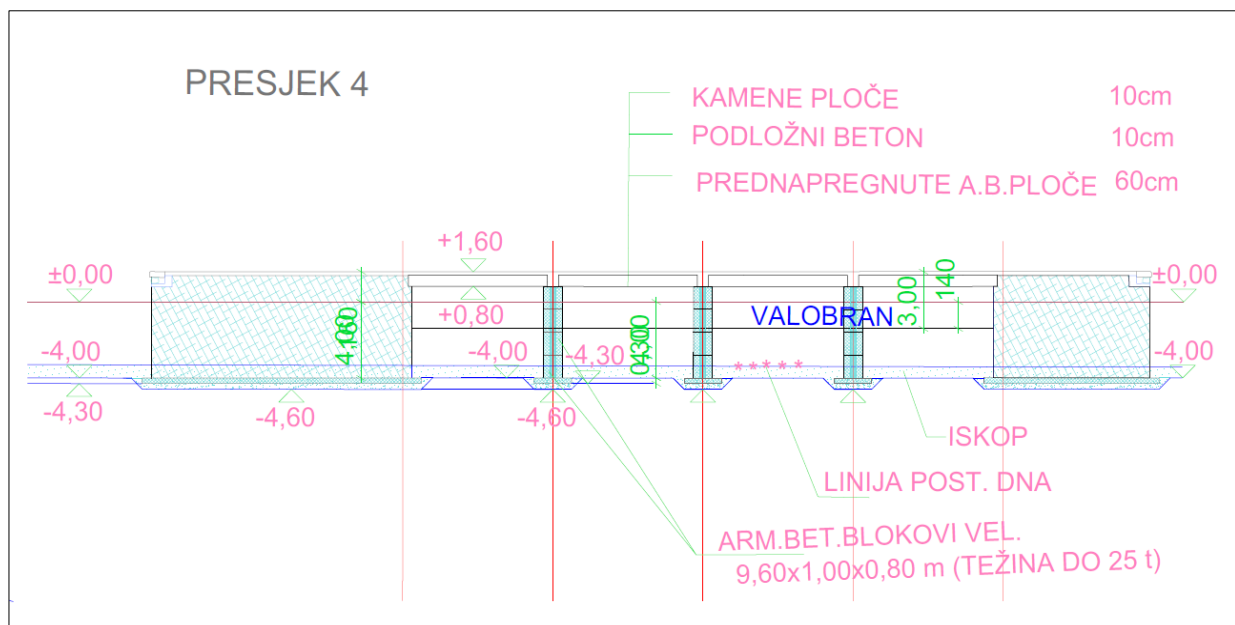 PRESJEK 4
KAMENE PLOČE 10cm
PODLOŽNI BETON 10cm
PREDNAPREGNUTE A.B.PLOČE 60cm
+1,60
±0,00
±0,00
140
3,00
+0,80
VALOBRAN
-4,00
-4,00
-4,30
*****
-4,00
-4,30
-4,60
-4,60
ISKOP
LINIJA POST. DNA
ARM.BET.BLOKOVI VEL.
9,60x1,00x0,80 m (TEŽINA DO 25 t)